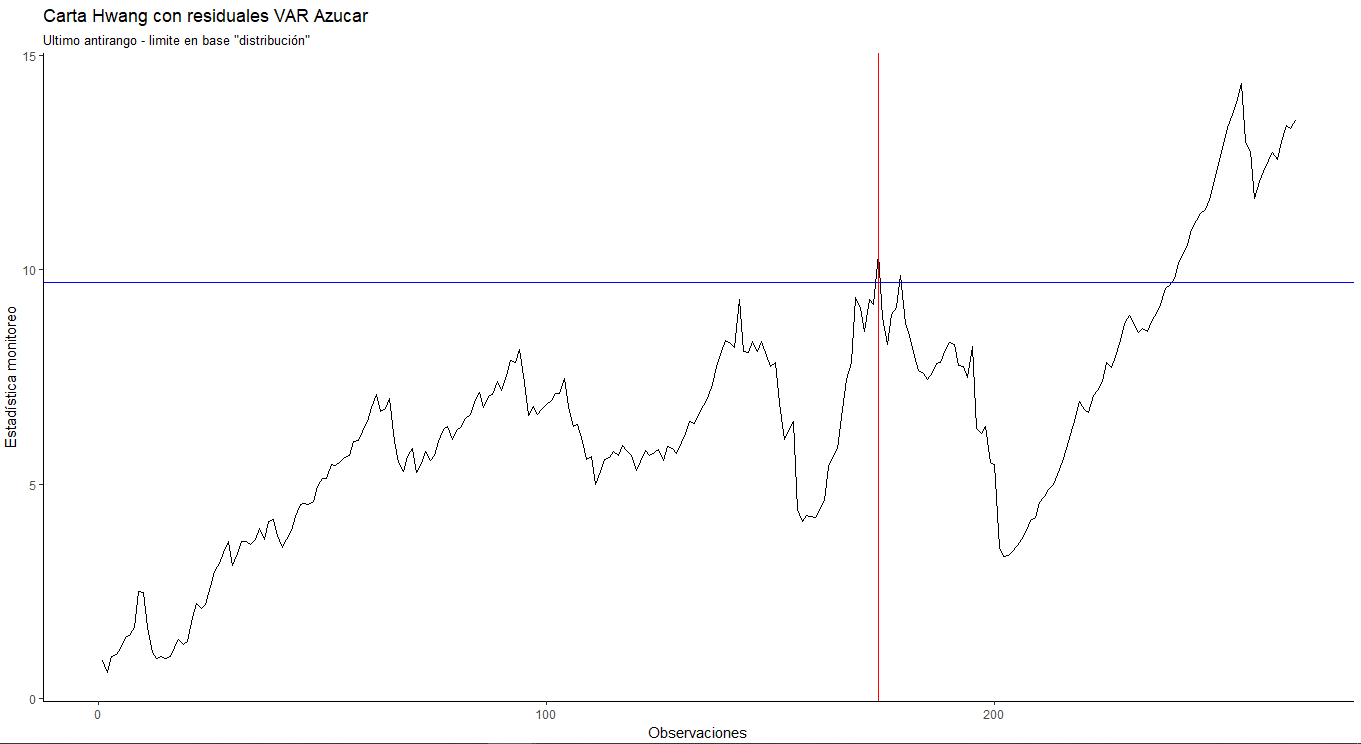 Carta Hwang con residuales VAR Azucar
Ultimo antirango - limite en base "distribución"
15
10
5
0
Estadística monitoreo
0 100 200
Observaciones